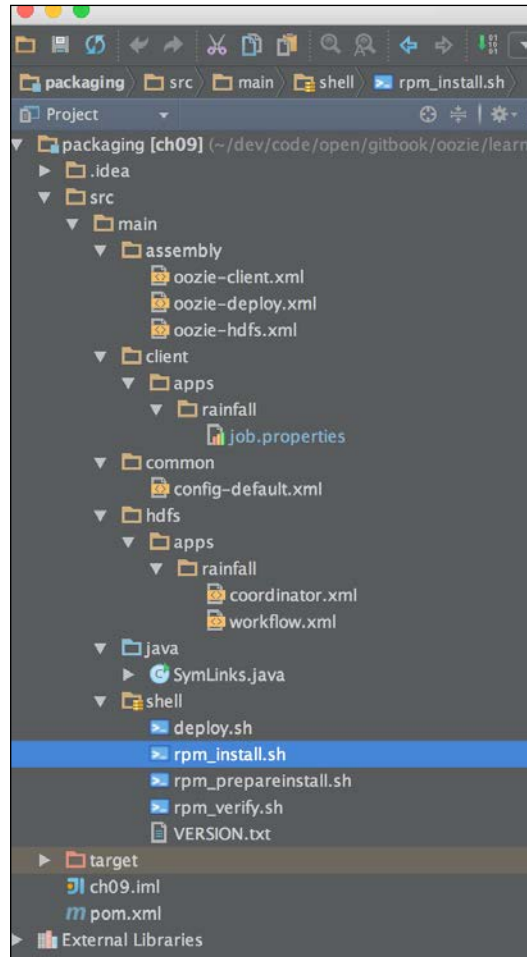 packaging src main shell rpm_install.sh
Project
packaging [ch09] (~/dev/code/open/gitbook/oozie/learn
.idea
src
main
assembly
oozie-client.xml
oozie-deploy.xml
oozie-hdfs.xml
client
apps
rainfall
job.properties
common
config-default.xml
hdfs
apps
rainfall
coordinator.xml
workflow.xml
java
SymLinks.java
shell
deploy.sh
rpm_install.sh
rpm_prepareinstall.sh
rpm_verify.sh
VERSION.txt
target
ch09.iml
pom.xml
External Libraries